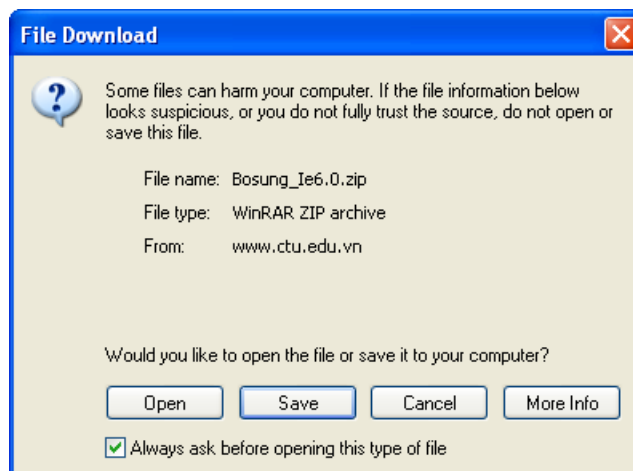 File Download
Some files can harm your computer. If the file information below
looks suspicious, or you do not fully trust the source, do not open or
save this file.
File name: Bosung_Ie6.0.zip
File type: WinRAR ZIP archive
From: www.ctu.edu.vn
Would you like to open the file or save it to your computer?
Open Save Cancel More Info
Always ask before opening this type of file